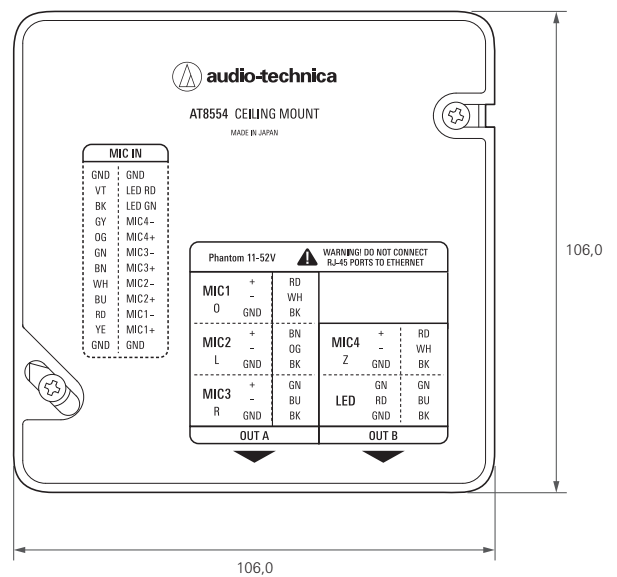 audio-technica
AT8554 CEILING MOUNT
MADE IN JAPAN
MIC IN
GND GND
VT LED RD
BK LED GN
GY MIC4-
OG MIC4+
GN MIC3-
BN MIC3+
WH MIC2-
BU MIC2+
RD MIC1-
YE MIC1+
GND GND
Phantom 11-52V
WARNING! DO NOT CONNECT
RJ-45 PORTS TO ETHERNET
MIC1 + RD
- WH
O GND BK
MIC2 + BN
- OG
L GND BK
MIC3 + GN
- BU
R GND BK
OUT A
MIC4 + RD
- WH
Z GND BK
LED GN GN
RD BU
GND BK
OUT B
106,0
106,0